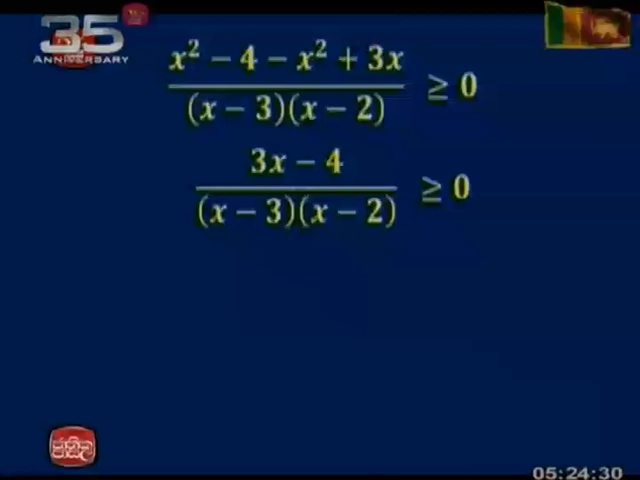 35
ANNIVERSARY
x² − 4 − x² + 3x
(x − 3)(x − 2)
≥ 0
3x − 4
(x − 3)(x − 2)
≥ 0
05:24:30